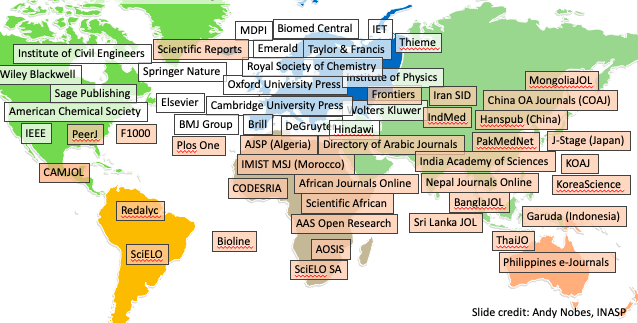 MDPI
Biomed Central
IET
Thieme
Institute of Civil Engineers
Scientific Reports
Emerald
Taylor & Francis
Royal Society of Chemistry
Wiley Blackwell
Springer Nature
Institute of Physics
Oxford University Press
MongoliaJOL
Sage Publishing
Elsevier
Cambridge University Press
Frontiers
Iran SID
China OA Journals (COAJ)
American Chemical Society
Wolters Kluwer
IndMed
Hanspub (China)
BMJ Group
Brill
DeGruyte
Hindawi
IEEE
PeerJ
F1000
Plos One
AJSP (Algeria)
Directory of Arabic Journals
PakMedNet
J-Stage (Japan)
IMIST MSJ (Morocco)
India Academy of Sciences
KOAJ
CAMJOL
CODESRIA
African Journals Online
Nepal Journals Online
KoreaScience
Scientific African
BanglaJOL
Redalyc
AAS Open Research
Sri Lanka JOL
Garuda (Indonesia)
Bioline
ThaiJO
SciELO
AOSIS
Philippines e-Journals
SciELO SA
Slide credit: Andy Nobes, INASP